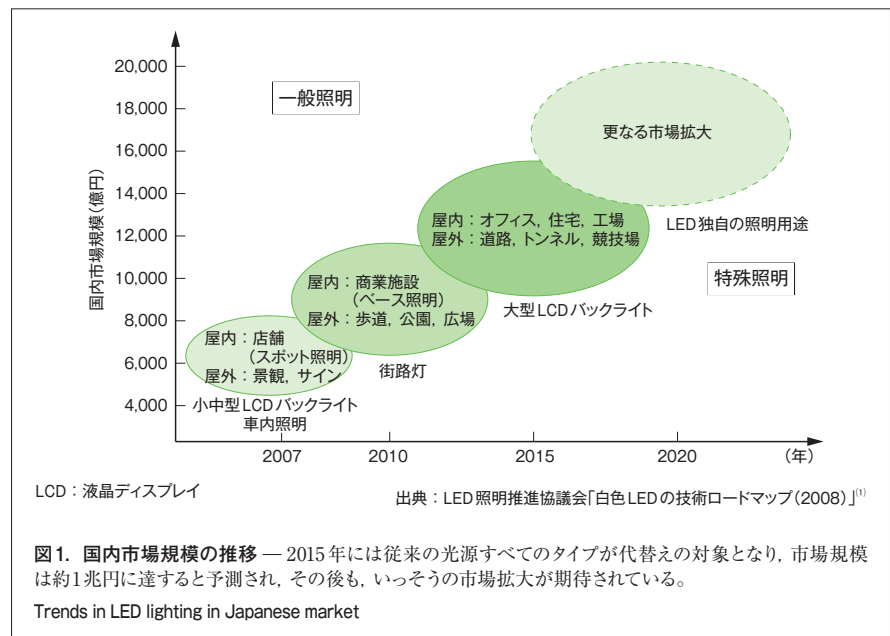 20,000
18,000
16,000
14,000
12,000
10,000
8,000
6,000
4,000
国内市場規模(億円)
一般照明
更なる市場拡大
LED独自の照明用途
屋内：オフィス, 住宅, 工場
屋外：道路, トンネル, 競技場
特殊照明
大型LCDバックライト
屋内：商業施設
(ベース照明)
屋外：歩道, 公園, 広場
街路灯
屋内：店舗
(スポット照明)
屋外：景観, サイン
小中型LCDバックライト
車内照明
2007 2010 2015 2020 (年)
LCD：液晶ディスプレイ
出典：LED照明推進協議会「白色LEDの技術ロードマップ(2008)」(1)
図1. 国内市場規模の推移 — 2015年には従来の光源すべてのタイプが代替えの対象となり, 市場規模
は約1兆円に達すると予測され, その後も, いっそうの市場拡大が期待されている。
Trends in LED lighting in Japanese market